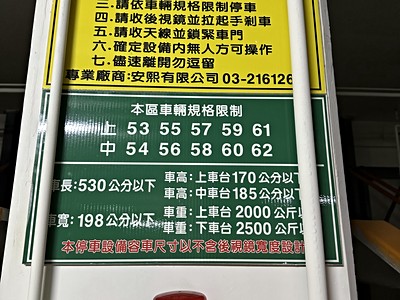 三.請依車輛規格限制停車
四.請收後視鏡並拉起手剎車
五.請收天線並鎖緊車門
六.確定設備内無人方可操作
七.儘速離開勿逗留
專業廠商:安熙有限公司 03-216126
本區車輛規格限制
上 53 55 57 59 61
中 54 56 58 60 62
車高:上車台170公分以下
車長:530公分以下 車高:中車台185公分以下
車重:上車台2000公斤以
車寬:198公分以下 車重:下車台2500公斤以
本停車設備容車尺寸以不含後視鏡寬度設計